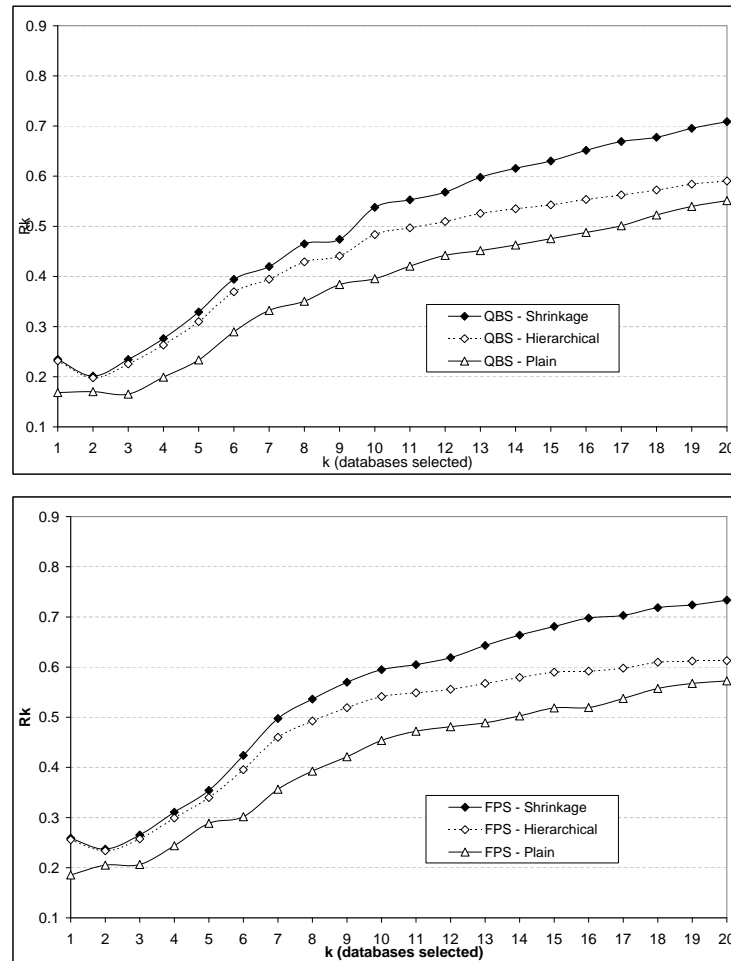 0.9
0.8
0.7
0.6
0.5
0.4
0.3
0.2
0.1
Rk
QBS - Shrinkage
QBS - Hierarchical
QBS - Plain
1 2 3 4 5 6 7 8 9 10 11 12 13 14 15 16 17 18 19 20
k (databases selected)
0.9
0.8
0.7
0.6
0.5
0.4
0.3
0.2
0.1
Rk
FPS - Shrinkage
FPS - Hierarchical
FPS - Plain
1 2 3 4 5 6 7 8 9 10 11 12 13 14 15 16 17 18 19 20
k (databases selected)